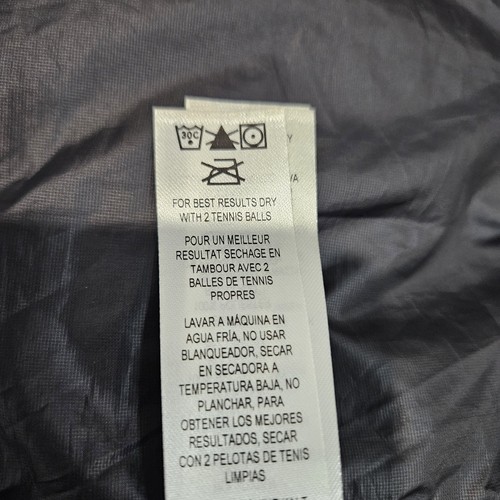 30C
Y
VA
FOR BEST RESULTS DRY
WITH 2 TENNIS BALLS
POUR UN MEILLEUR
RESULTAT SECHAGE EN
TAMBOUR AVEC 2
BALLES DE TENNIS
PROPRES
LAVAR A MÁQUINA EN
AGUA FRÍA, NO USAR
BLANQUEADOR, SECAR
EN SECADORA A
TEMPERATURA BAJA, NO
PLANCHAR, PARA
OBTENER LOS MEJORES
RESULTADOS, SECAR
CON 2 PELOTAS DE TENIS
LIMPIAS